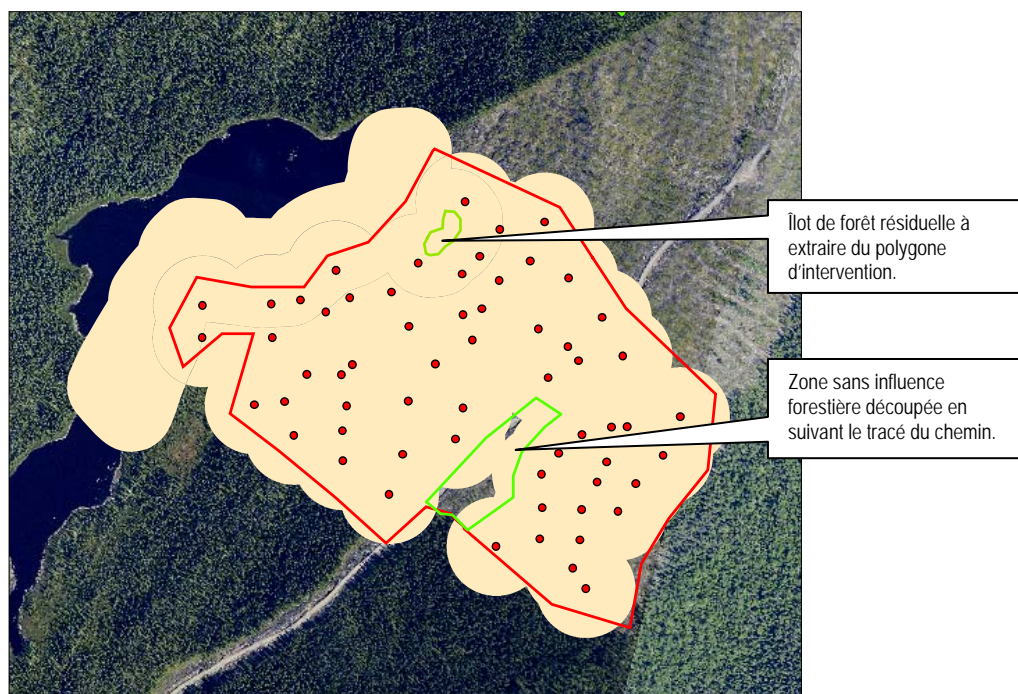 Îlot de forêt résiduelle à
extraire du polygone
d'intervention.
Zone sans influence
forestière découpée en
suivant le tracé du chemin.